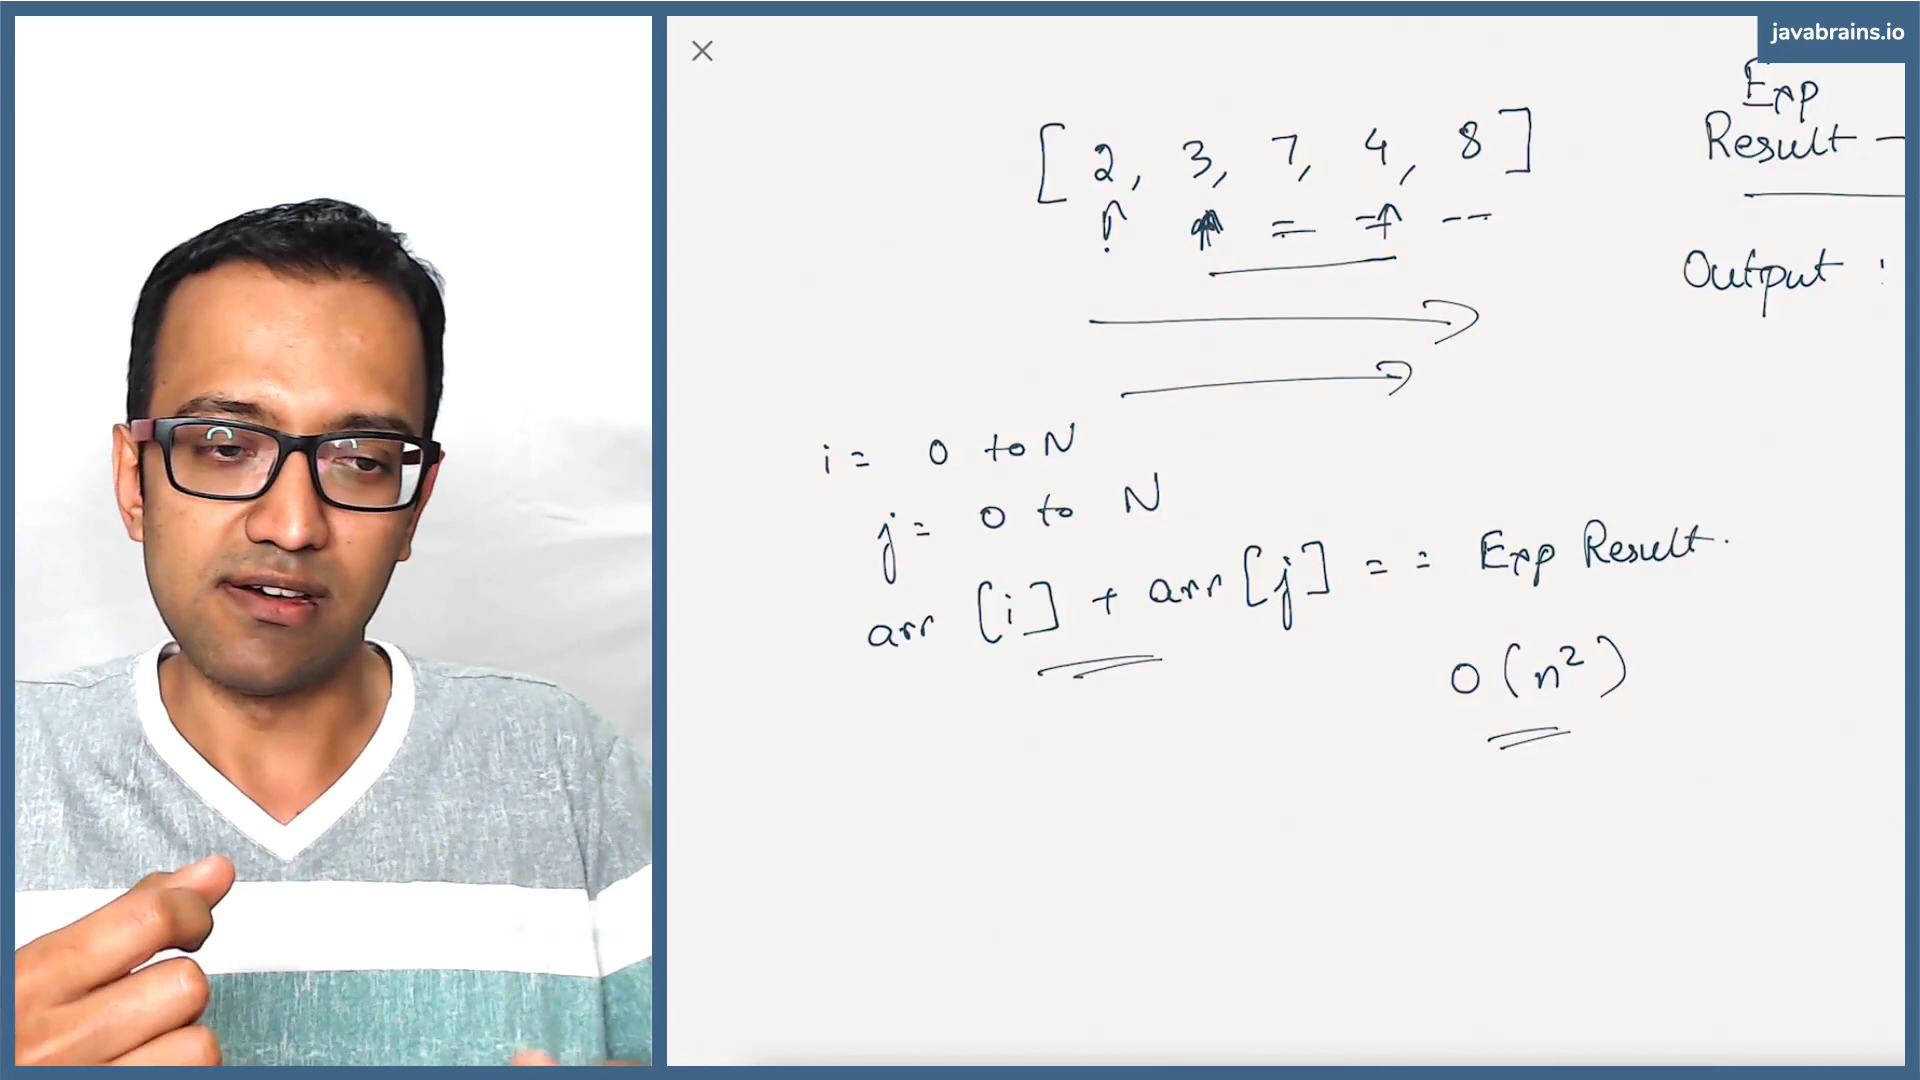 javabrains.io
Exp
Result -
[ 2, 3, 7, 4, 8 ]
Output :
i = 0 to N
j = 0 to N
arr [i] + arr [j] == Exp Result.
O(n²)